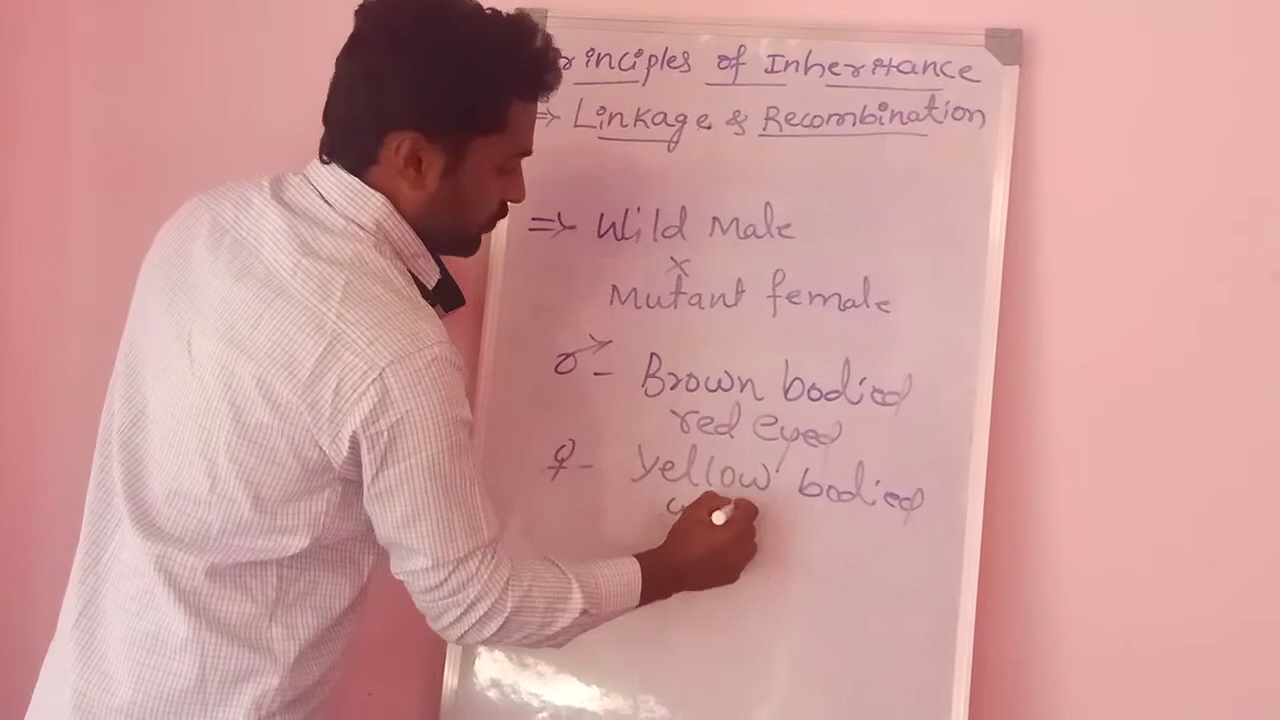 rinciples of Inheritance
⇒ Linkage & Recombination
⇒ Wild Male
×
Mutant female
♂ - Brown bodied
red eyed
♀ - Yellow bodied